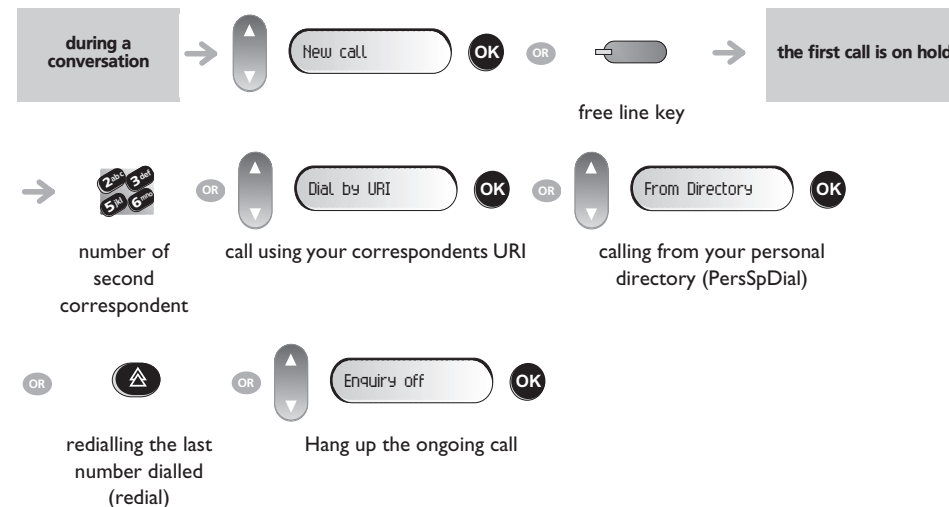 during a
conversation
New call
OK
OR
the first call is on hold
free line key
2abc 3def
5jkl 6mno
OR
Dial by URI
OK
OR
From Directory
OK
number of
second
correspondent
call using your correspondents URI
calling from your personal
directory (PersSpDial)
OR
OR
Enquiry off
OK
redialling the last
number dialled
(redial)
Hang up the ongoing call